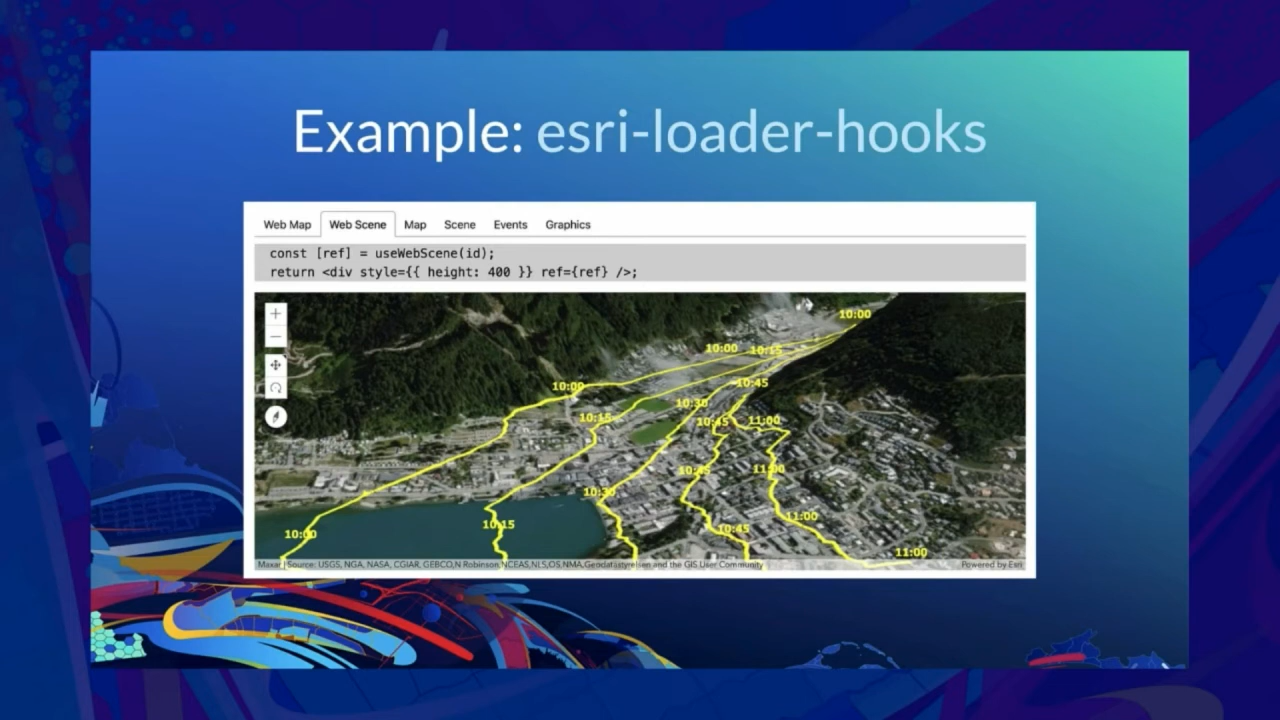 Example: esri-loader-hooks
Web Map Web Scene Map Scene Events Graphics
const [ref] = useWebScene(id);
return <div style={{ height: 400 }} ref={ref} />;
10:00
10:00 10:15
10:00 10:45
10:30
10:15 10:45 11:00
10:45 11:00
10:30
11:00
10:00 10:15 10:45
11:00
Maxar | Source: USGS, NGA, NASA, CGIAR, GEBCO,N Robinson,NCEAS,NLS,OS,NMA,Geodatastyrelsen and the GIS User Community Powered by Esri